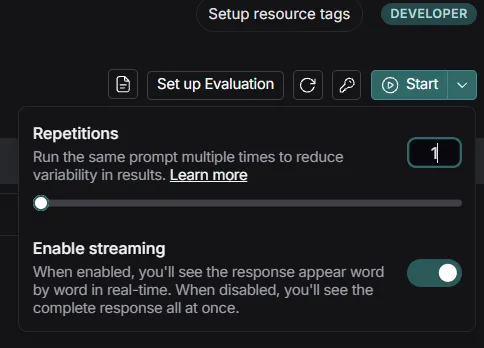 Setup resource tags
DEVELOPER
Set up Evaluation
Start
Repetitions
1
Run the same prompt multiple times to reduce
variability in results. Learn more
Enable streaming
When enabled, you'll see the response appear word
by word in real-time. When disabled, you'll see the
complete response all at once.